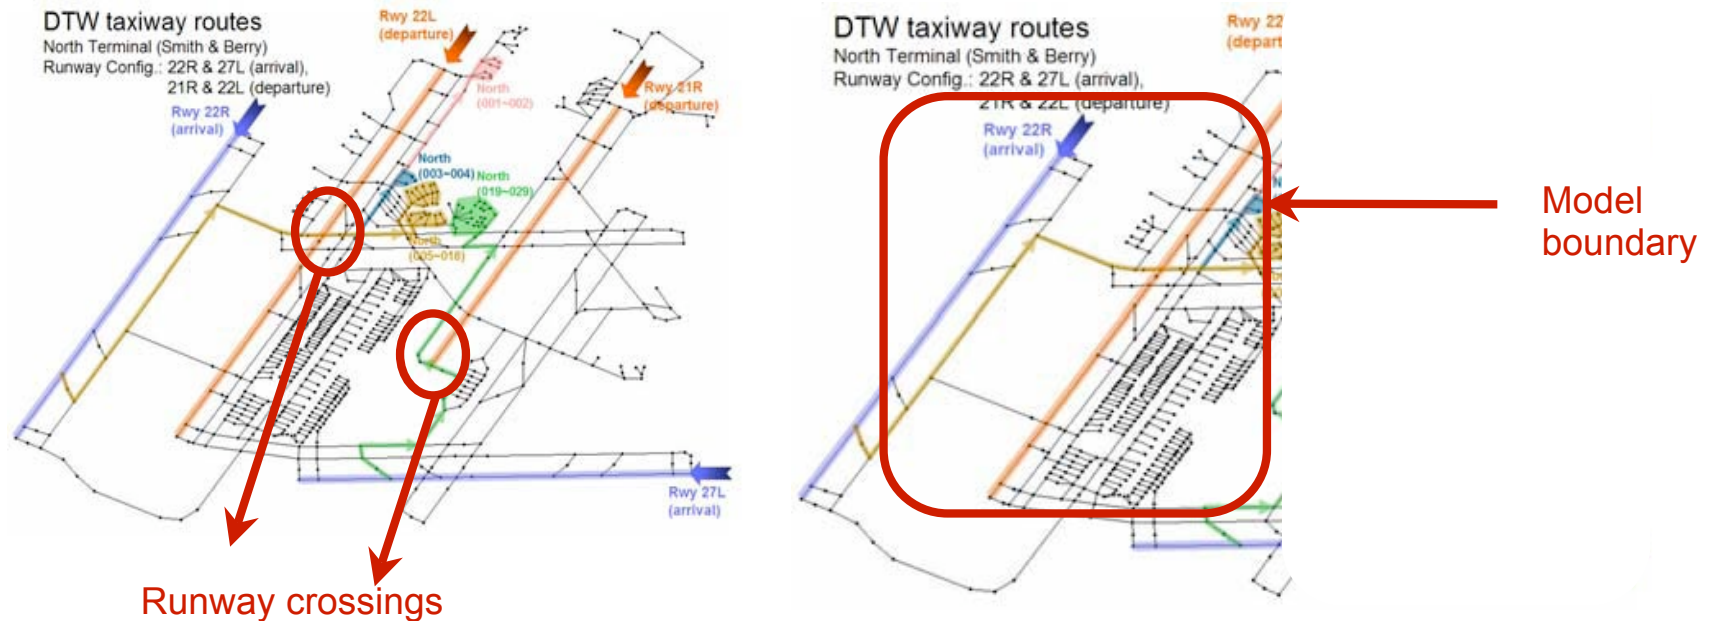 DTW taxiway routes
North Terminal (Smith & Berry)
Runway Config.: 22R & 27L (arrival),
21R & 22L (departure)
Rwy 22L
(departure)
Rwy 22R
(arrival)
North
(001~002)
Rwy 21R
(departure)
North
(003~004)
North
(019~029)
North
(005~018)
Rwy 27L
(arrival)
Runway crossings
DTW taxiway routes
North Terminal (Smith & Berry)
Runway Config.: 22R & 27L (arrival),
21R & 22L (departure)
Rwy 22
(depart
Rwy 22R
(arrival)
N
Model
boundary